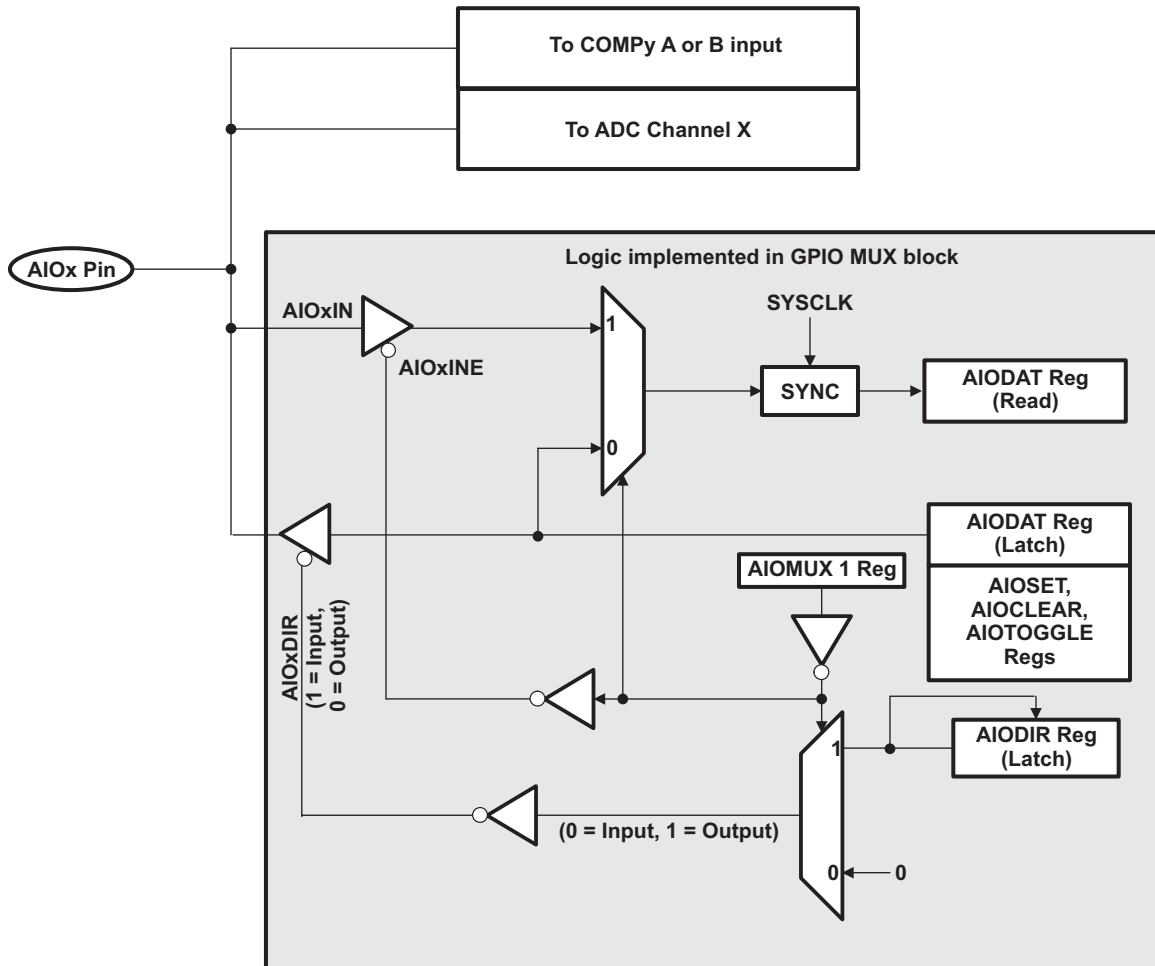 To COMPy A or B input
To ADC Channel X
Logic implemented in GPIO MUX block
AIOx Pin
SYSCLK
AIOxIN
1
AIOxINE
SYNC
AIODAT Reg
(Read)
0
AIODAT Reg
(Latch)
AIOMUX 1 Reg
AIOSET,
AIOCLEAR,
AIOTOGGLE
Regs
AIOxDIR
(1 = Input,
0 = Output)
1
AIODIR Reg
(Latch)
(0 = Input, 1 = Output)
0
0